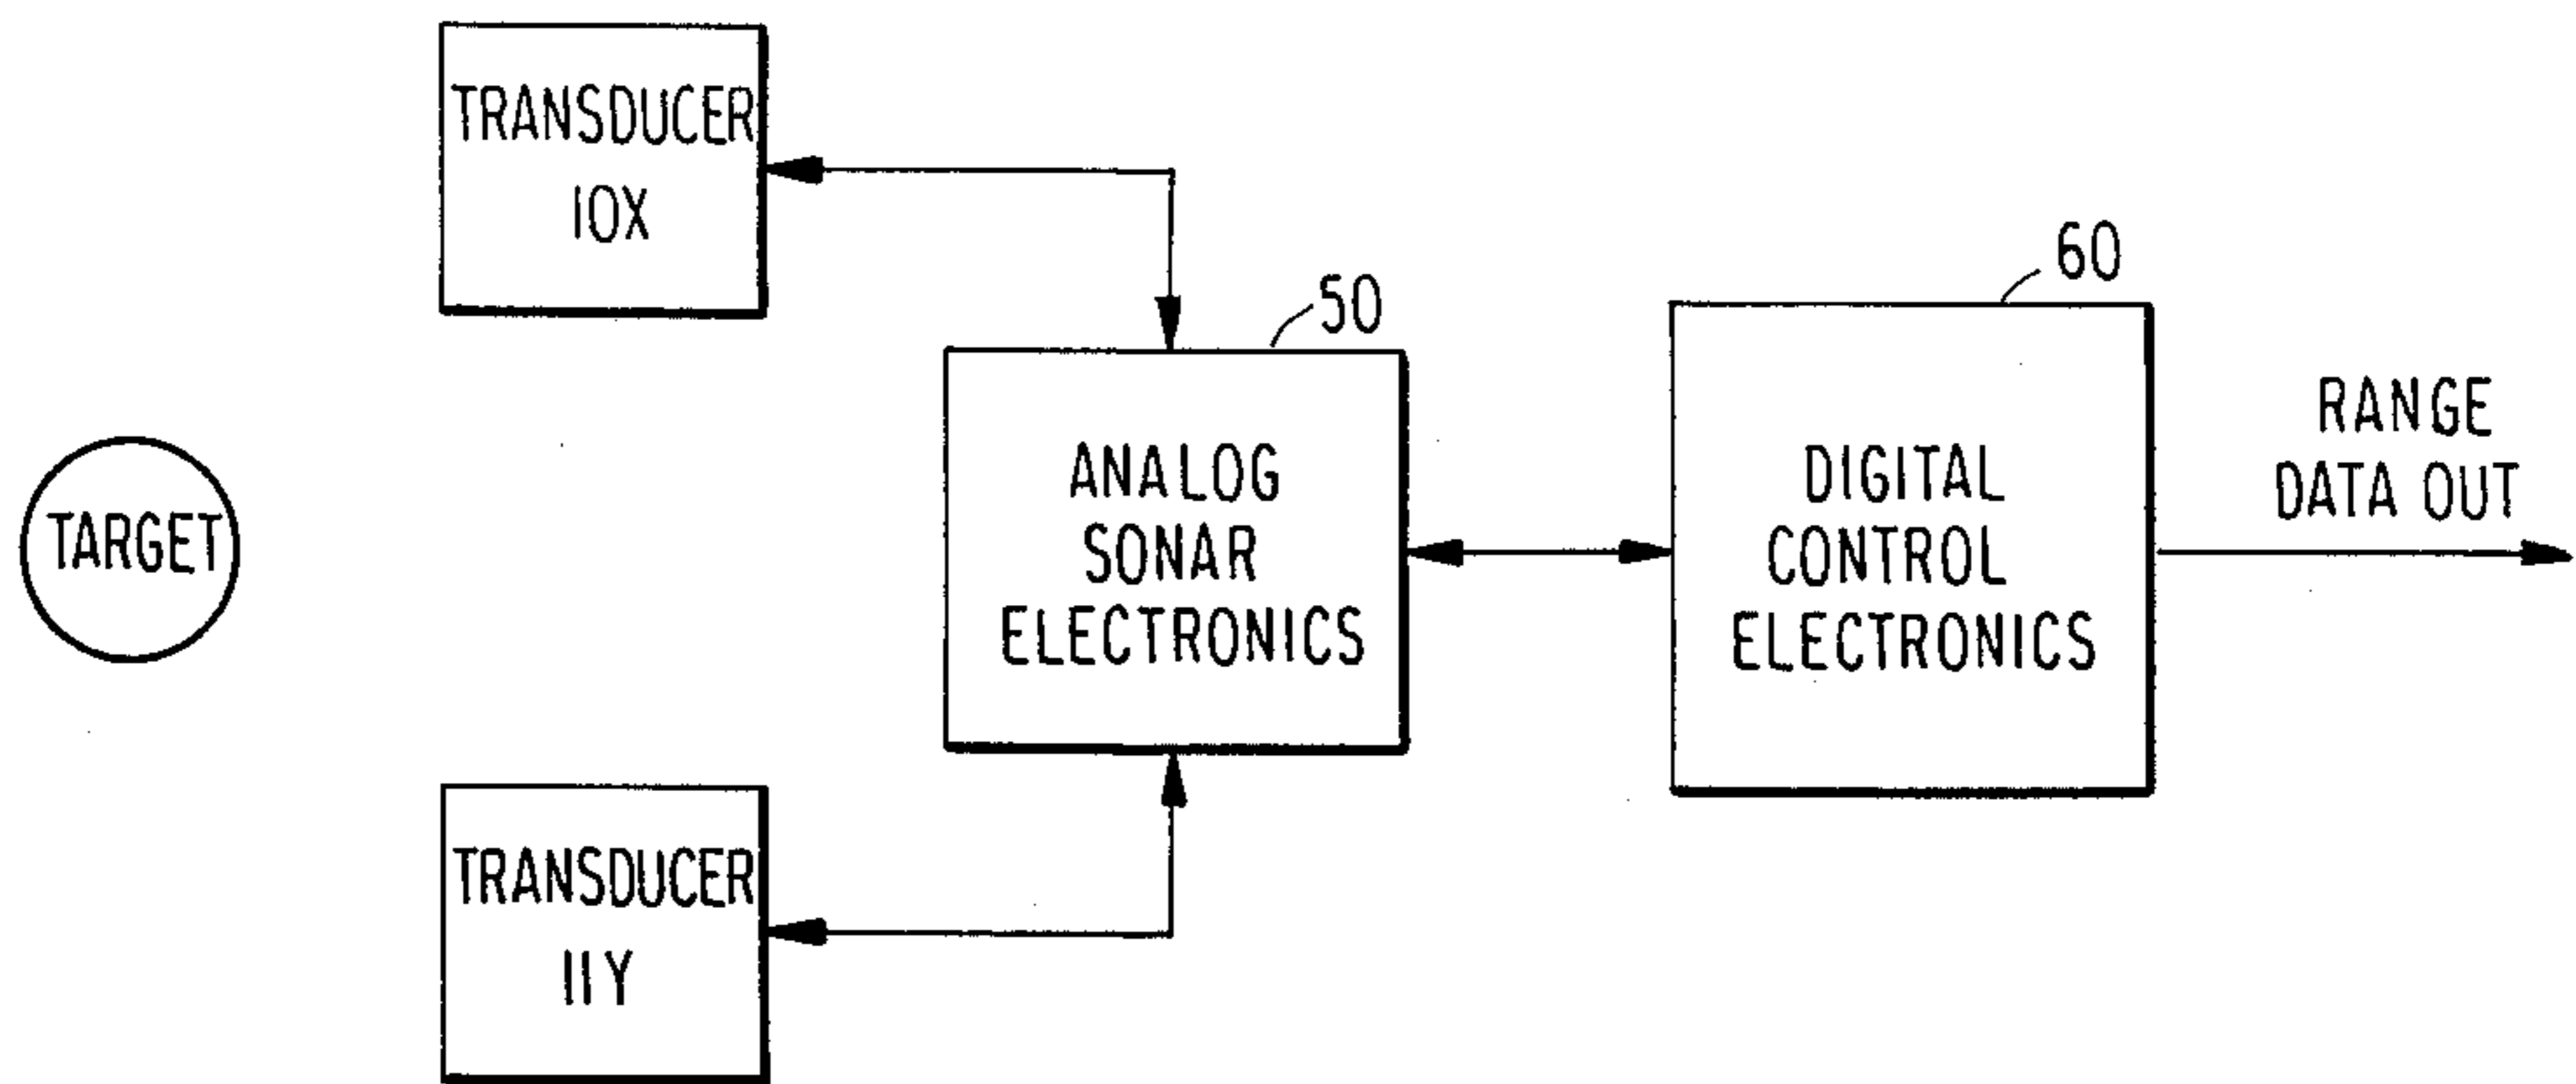 TRANSDUCER
10X
60
50
RANGE
DATA OUT
ANALOG
SONAR
ELECTRONICS
DIGITAL
CONTROL
ELECTRONICS
TARGET
TRANSDUCER
11Y